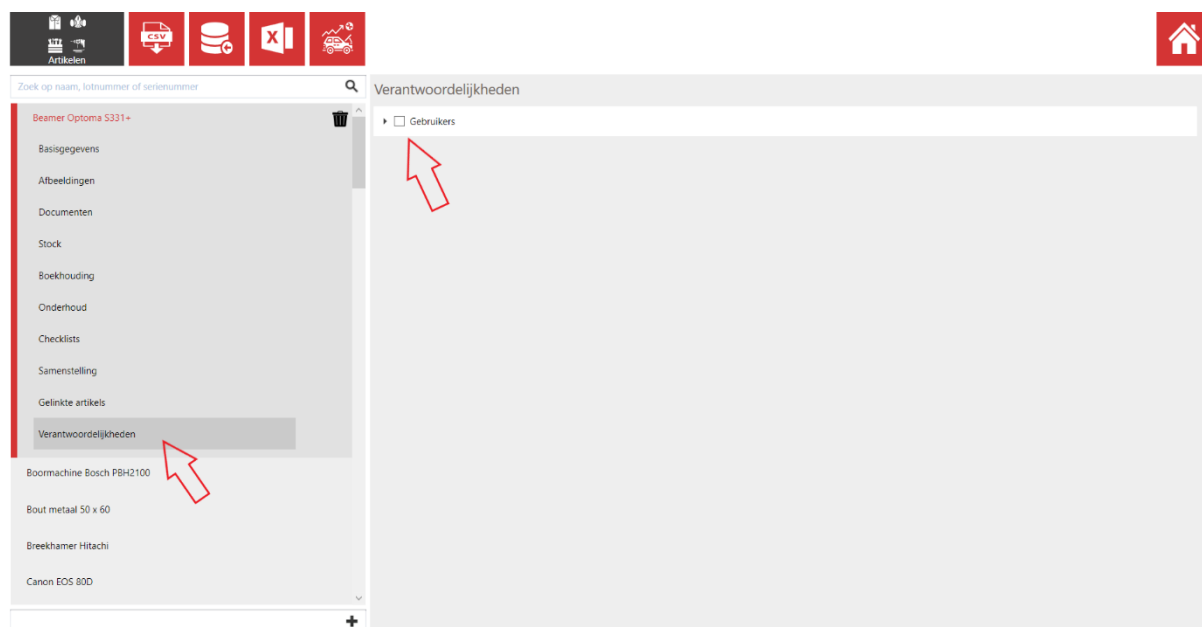 Artikelen
CSV
X
Zoek op naam, lotnummer of serienummer
Beamer Optoma S331+
Basisgegevens
Afbeeldingen
Documenten
Stock
Boekhouding
Onderhoud
Checklists
Samenstelling
Gelinkte artikels
Verantwoordelijkheden
Boormachine Bosch PBH2100
Bout metaal 50 x 60
Breekhamer Hitachi
Canon EOS 80D
Verantwoordelijkheden
Gebruikers